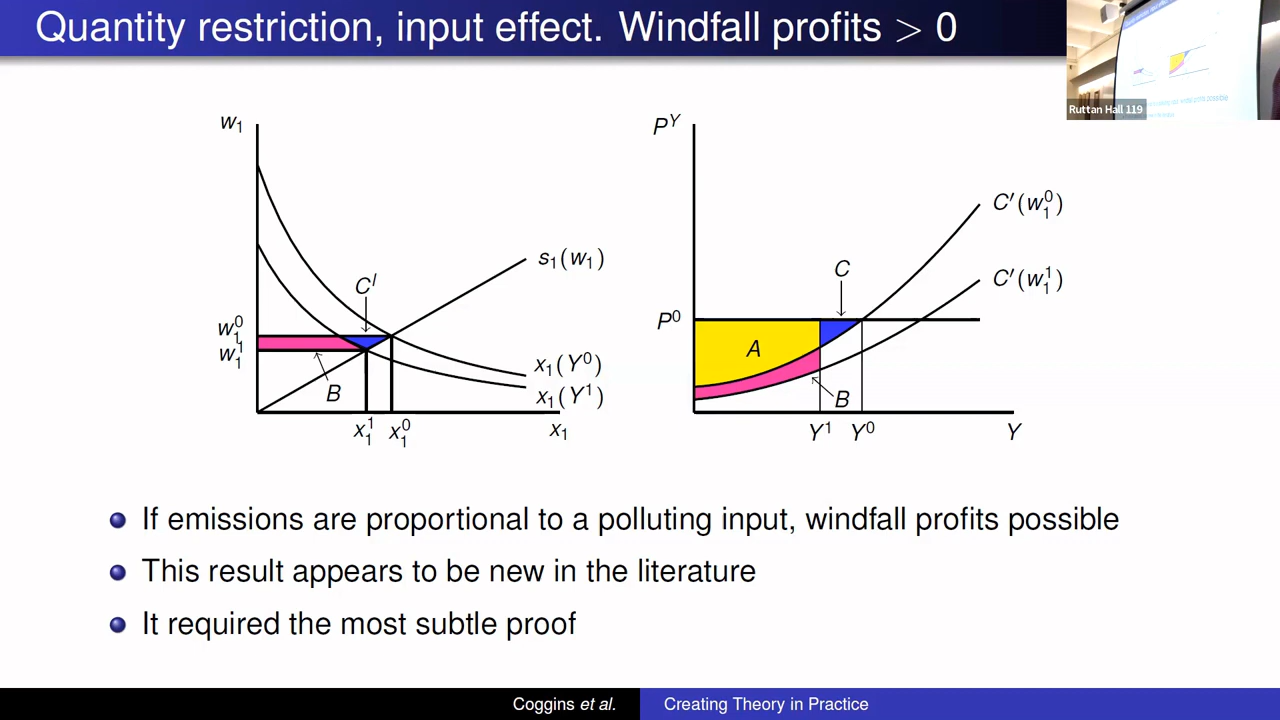 Quantity restriction, input effect. Windfall profits > 0
Ruttan Hall 119
w₁
Cᴵ
s₁(w₁)
w₁⁰
w₁¹
B
x₁(Y⁰)
x₁(Y¹)
x₁¹ x₁⁰ x₁
Pʸ
C′(w₁⁰)
C
C′(w₁¹)
P⁰
A
B
Y¹ Y⁰ Y
If emissions are proportional to a polluting input, windfall profits possible
This result appears to be new in the literature
It required the most subtle proof
Coggins et al. Creating Theory in Practice